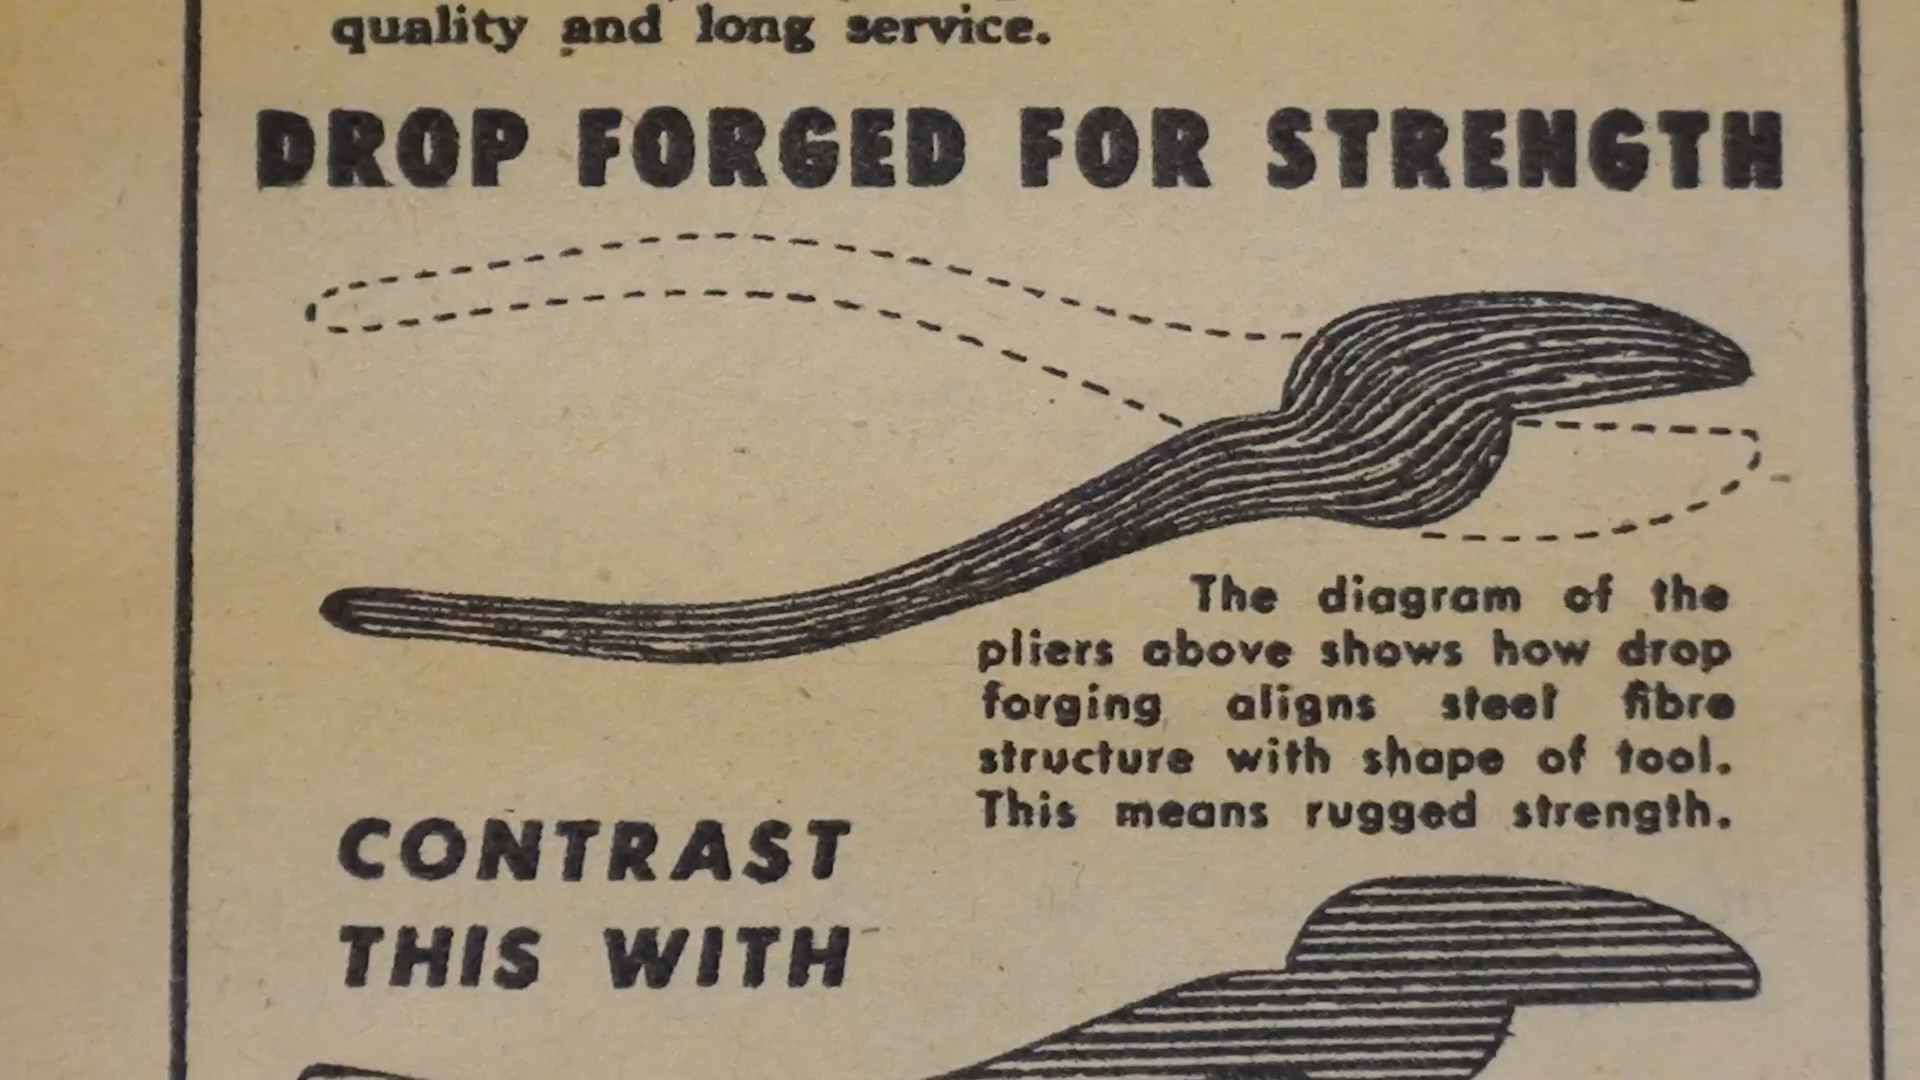 quality and long service.
DROP FORGED FOR STRENGTH
The diagram of the
pliers above shows how drop
forging aligns steel fibre
structure with shape of tool.
This means rugged strength.
CONTRAST
THIS WITH